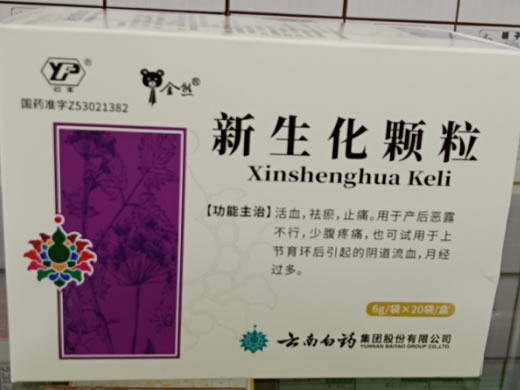 YP
金熊
国药准字Z53021382
新生化颗粒
Xinshenghua Keli
【功能主治】活血，祛瘀，止痛。用于产后恶露
不行，少腹疼痛，也可试用于上
节育环后引起的阴道流血，月经
过多。
6g/袋×20袋/盒
云南白药 集团股份有限公司
YUNNAN BAIYAO GROUP CO.,LTD.